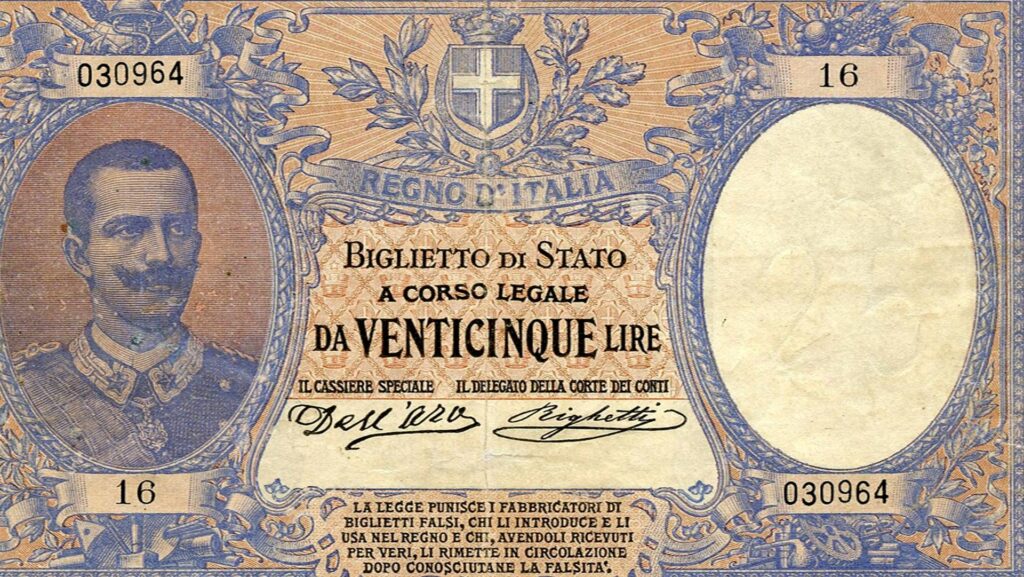 030964
16
REGNO D'ITALIA
BIGLIETTO DI STATO
A CORSO LEGALE
DA VENTICINQUE LIRE
IL CASSIERE SPECIALE IL DELEGATO DELLA CORTE DEI CONTI
Dell'Aro Righetti
16
030964
LA LEGGE PUNISCE I FABBRICATORI DI
BIGLIETTI FALSI, CHI LI INTRODUCE E LI
USA NEL REGNO E CHI, AVENDOLI RICEVUTI
PER VERI, LI RIMETTE IN CIRCOLAZIONE
DOPO CONOSCIUTANE LA FALSITA'.